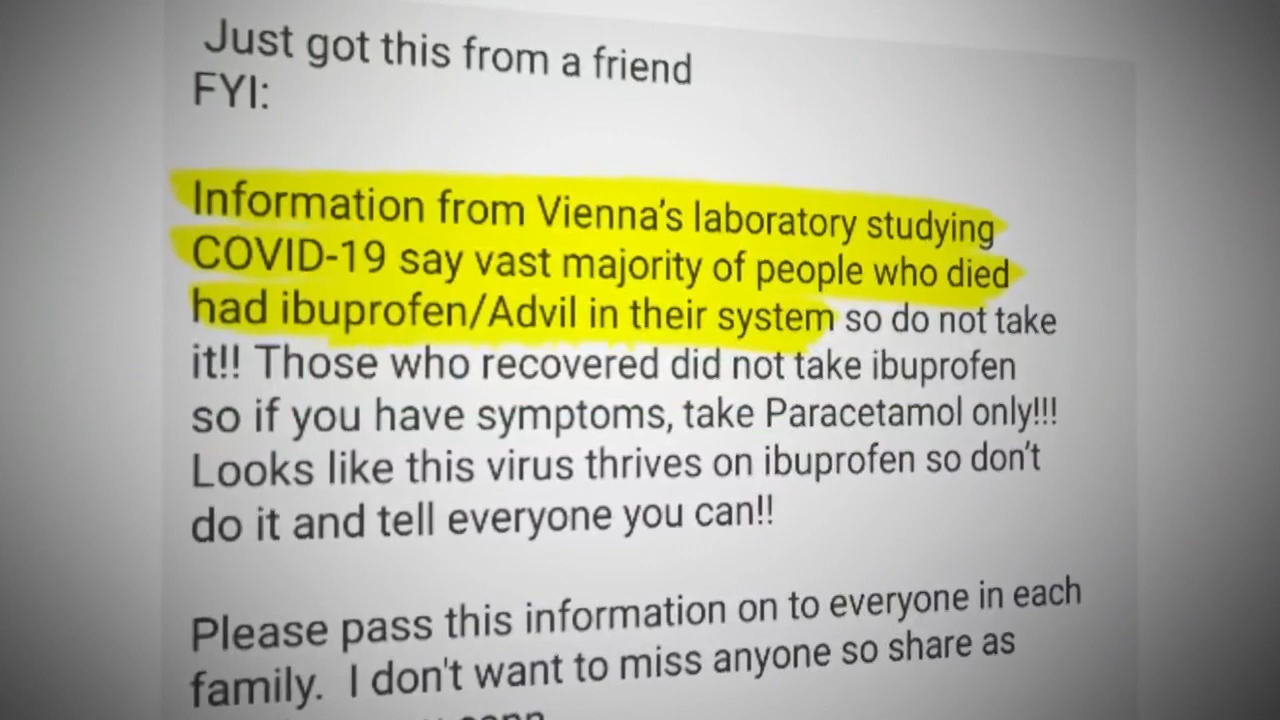 Just got this from a friend
FYI:
Information from Vienna's laboratory studying
COVID-19 say vast majority of people who died
had ibuprofen/Advil in their system so do not take
it!! Those who recovered did not take ibuprofen
so if you have symptoms, take Paracetamol only!!!
Looks like this virus thrives on ibuprofen so don't
do it and tell everyone you can!!
Please pass this information on to everyone in each
family.  I don't want to miss anyone so share as